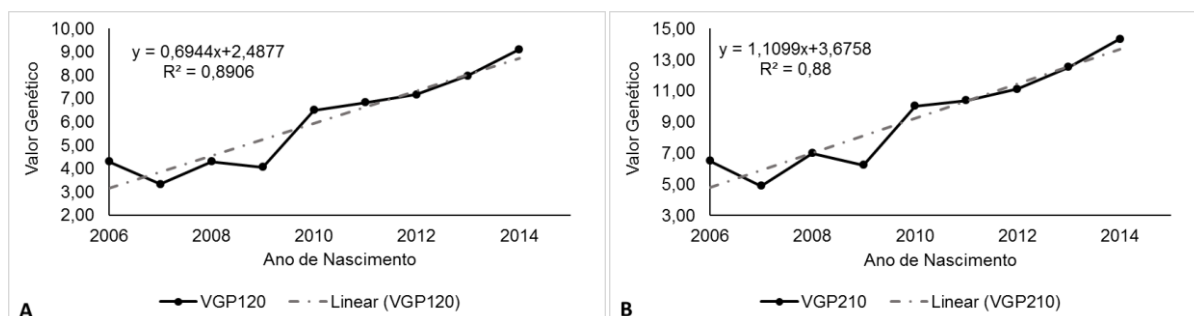 y = 0,6944x+2,4877
R² = 0,8906
Valor Genético
10,00
9,00
8,00
7,00
6,00
5,00
4,00
3,00
2,00
2006 2008 2010 2012 2014
Ano de Nascimento
VGP120 Linear (VGP120)
A
y = 1,1099x+3,6758
R² = 0,88
Valor Genético
15,00
13,00
11,00
9,00
7,00
5,00
3,00
2006 2008 2010 2012 2014
Ano de Nascimento
VGP210 Linear (VGP210)
B